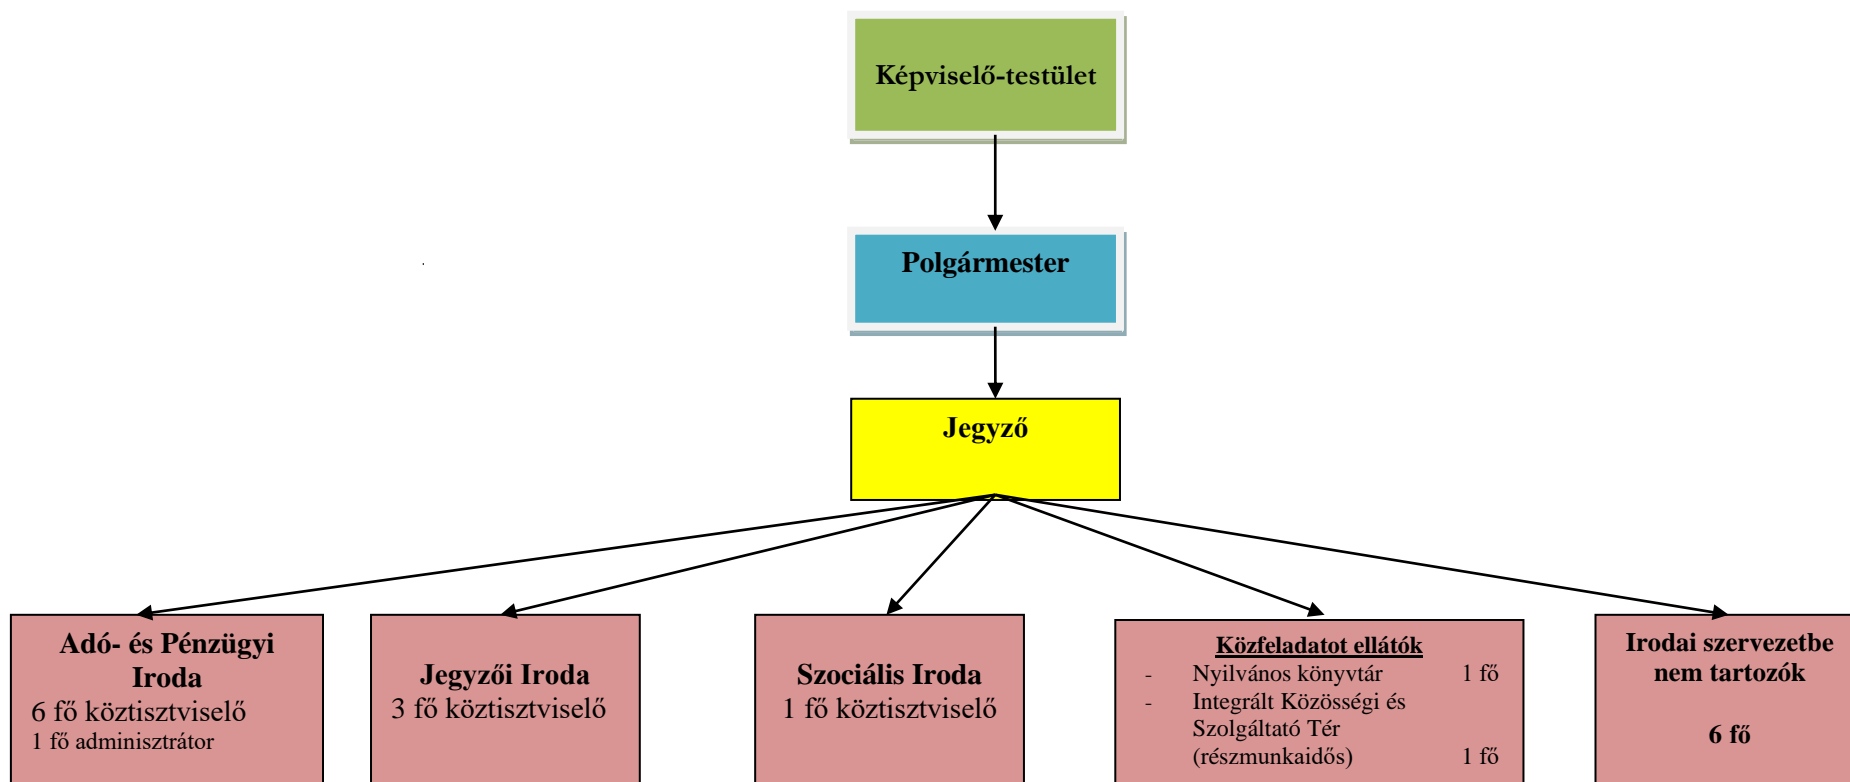 Képviselő-testület
Polgármester
Jegyző
Adó- és Pénzügyi
Iroda
6 fő köztisztviselő
1 fő adminisztrátor
Jegyzői Iroda
3 fő köztisztviselő
Szociális Iroda
1 fő köztisztviselő
Közfeladatot ellátók
- Nyilvános könyvtár 1 fő
- Integrált Közösségi és
Szolgáltató Tér
(részmunkaidős) 1 fő
Irodai szervezetbe
nem tartozók
6 fő